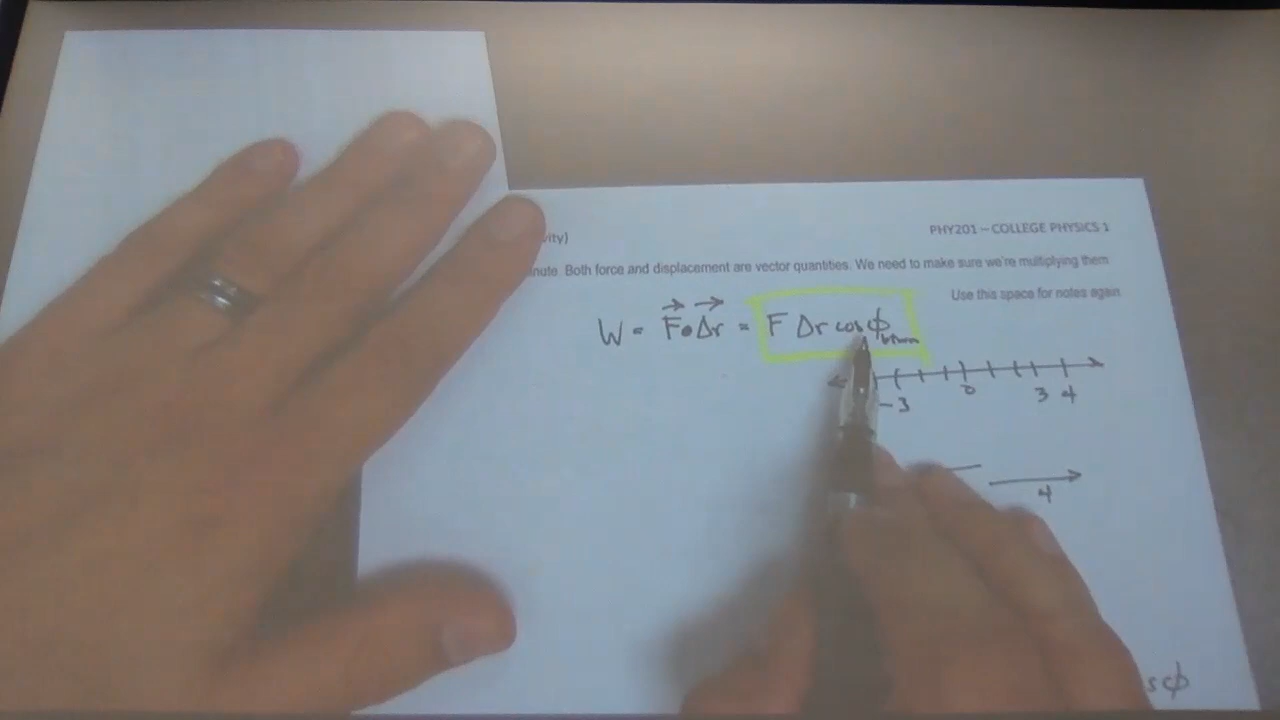 vity) PHY201 – COLLEGE PHYSICS 1
nute. Both force and displacement are vector quantities. We need to make sure we're multiplying them
Use this space for notes again.
W = F • Δr = F Δr cos ϕ
-3 0 3 4
4
s ϕ